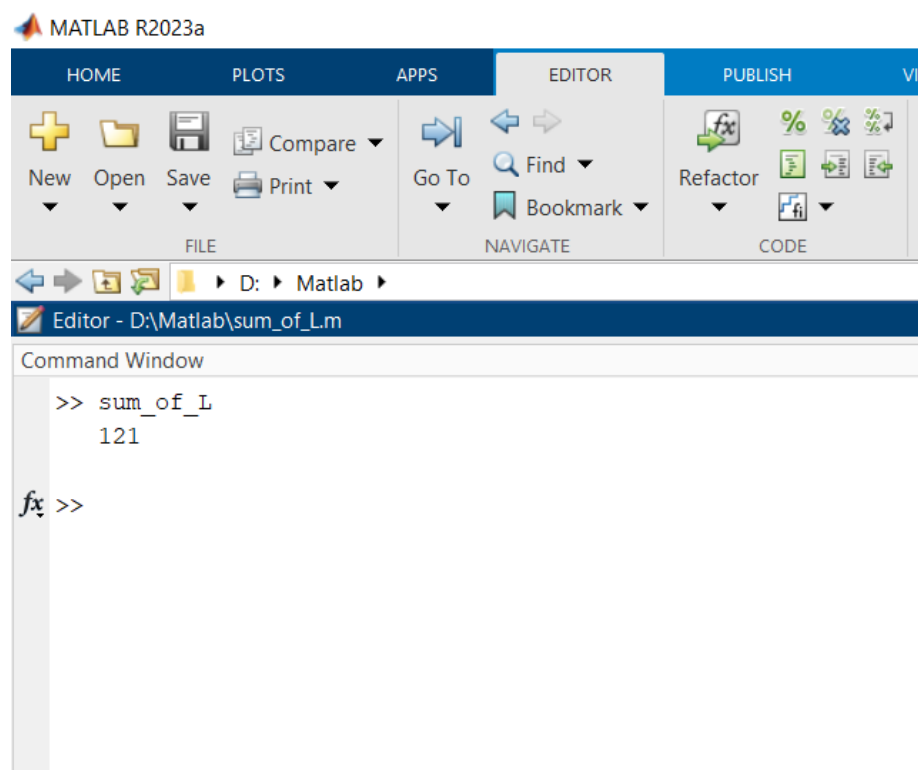 MATLAB R2023a
HOME PLOTS APPS EDITOR PUBLISH VI
New Open Save Compare Print
Go To Find Bookmark
Refactor
FILE NAVIGATE CODE
D: Matlab
Editor - D:\Matlab\sum_of_L.m
Command Window
>> sum_of_L
121
fx >>